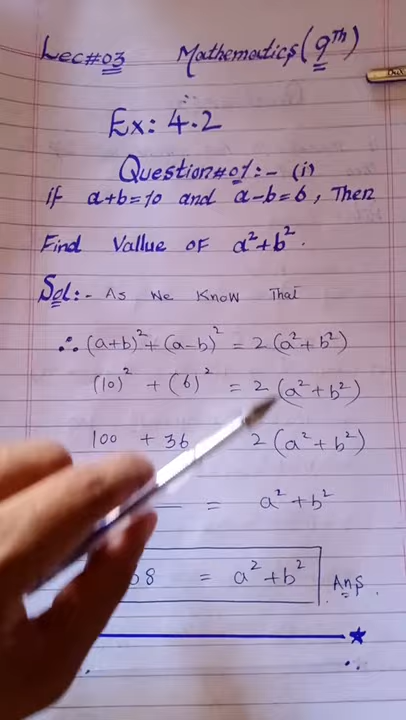 Lec#03 Mathematics (9th)
Ex: 4.2
Question#01:- (i)
if a+b=10 and a-b=6, Then
Find Vallue OF a²+b².
Sol:- As We Know That
∴ (a+b)²+(a-b)² = 2(a²+b²)
(10)² + (6)² = 2(a²+b²)
100 + 36 2(a²+b²)
= a²+b²
68 = a²+b² Ans.